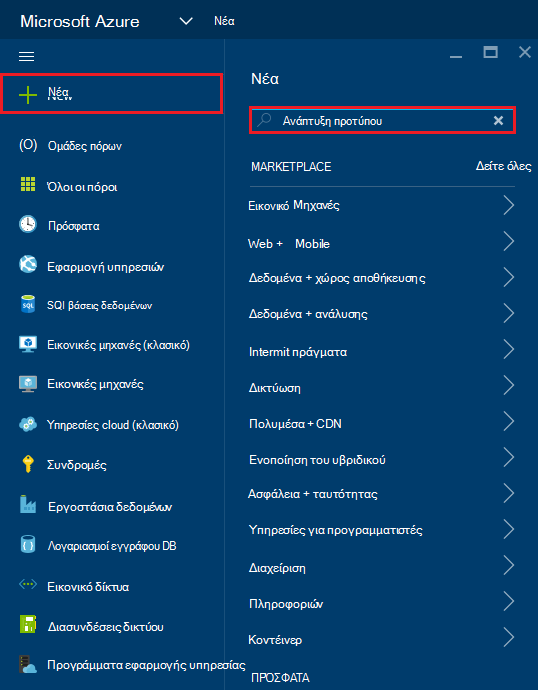 Microsoft Azure
Νέα
Νέα
Ομάδες πόρων
Όλοι οι πόροι
Πρόσφατα
Εφαρμογή υπηρεσιών
SQl βάσεις δεδομένων
Εικονικές μηχανές (κλασικό)
Εικονικές μηχανές
Υπηρεσίες cloud (κλασικό)
Συνδρομές
Εργοστάσια δεδομένων
Λογαριασμοί εγγράφου DB
Εικονικό δίκτυα
Διασυνδέσεις δικτύου
Προγράμματα εφαρμογής υπηρεσίας
Νέα
Ανάπτυξη προτύπου
MARKETPLACE Δείτε όλες
Εικονικό Μηχανές
Web + Mobile
Δεδομένα + χώρος αποθήκευσης
Δεδομένα + ανάλυσης
Intermit πράγματα
Δικτύωση
Πολυμέσα + CDN
Ενοποίηση του υβριδικού
Ασφάλεια + ταυτότητας
Υπηρεσίες για προγραμματιστές
Διαχείριση
Πληροφοριών
Κοντέινερ
ΠΡΌΣΦΑΤΑ